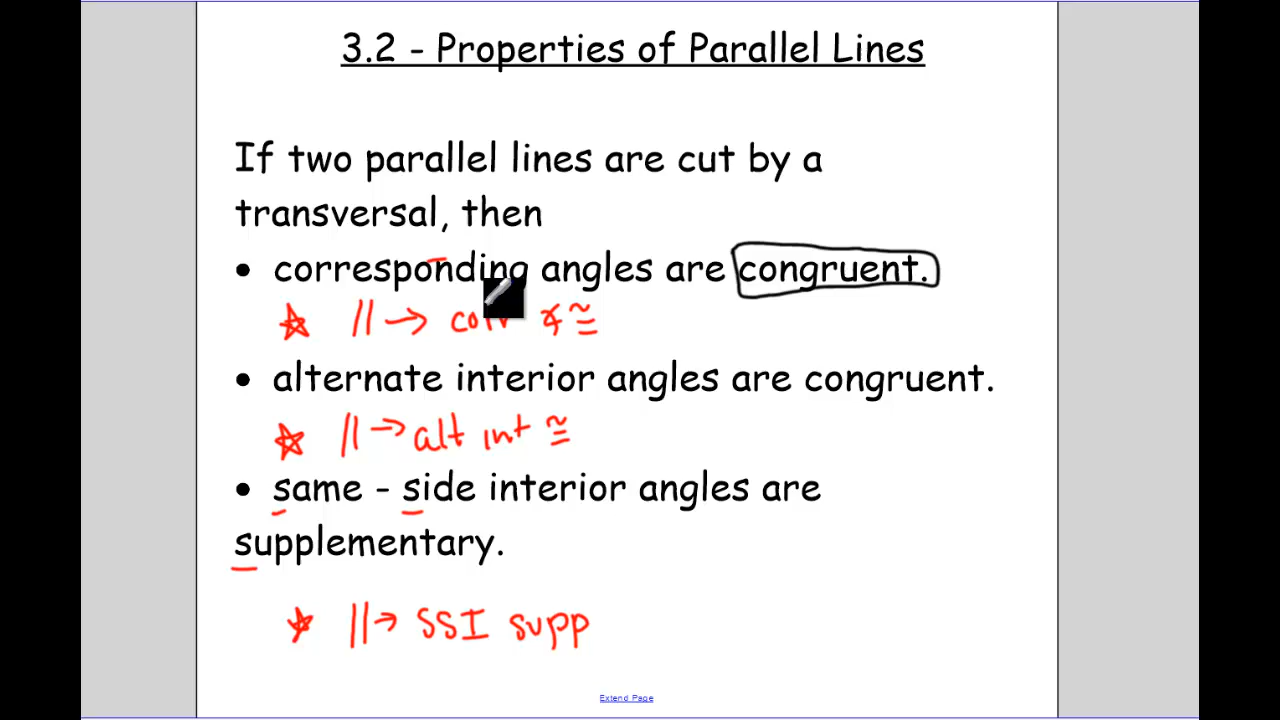 3.2 - Properties of Parallel Lines
If two parallel lines are cut by a
transversal, then
• corresponding angles are congruent.
☆ // → corr ∢ ≅
• alternate interior angles are congruent.
☆ // → alt int ≅
• same - side interior angles are
supplementary.
☆ // → SSI supp
Extend Page